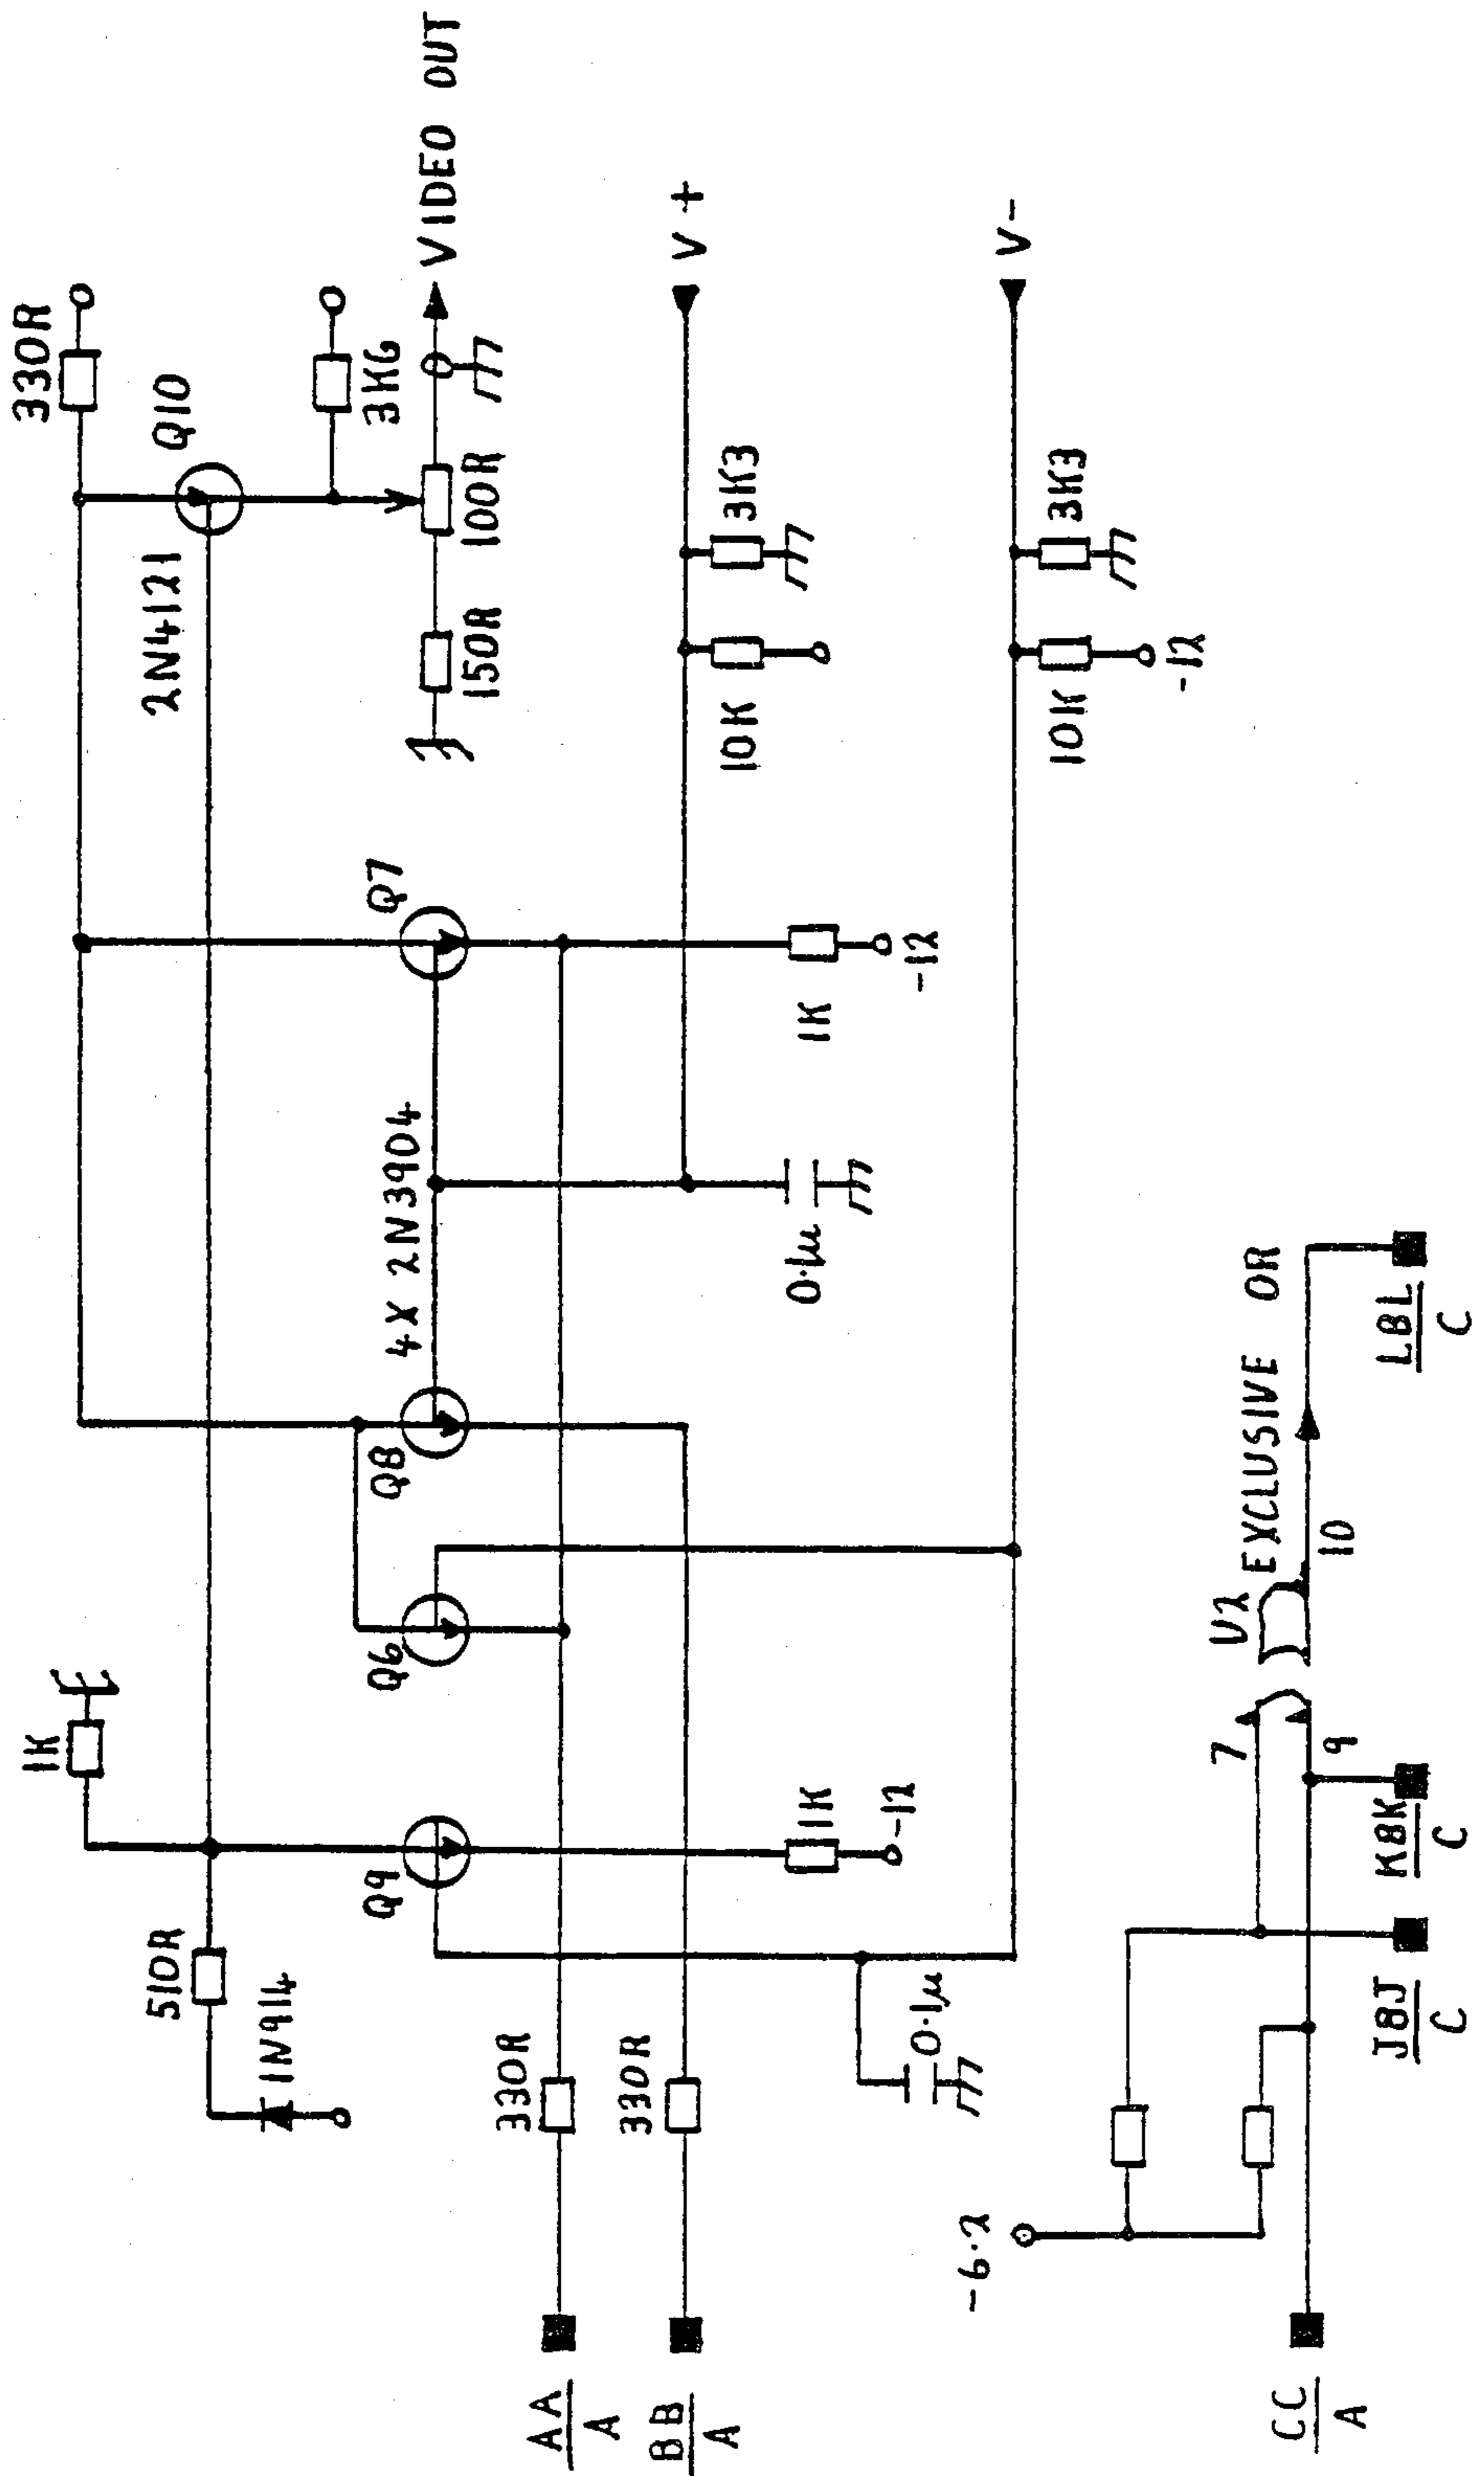 330R
Q10
2N4121
3K6
VIDEO OUT
100R
150R
V+
3K3
10K
V-
3K3
10K
-12
Q7
4X 2N3904
Q8
Q6
Q9
1K
510R
1N914
1K
-12
0.1µ
1K
-12
330R
330R
0.1µ
AA
A
BB
A
-6.2
CC
A
J8J
C
K8K
C
7
9
V2
EXCLUSIVE OR
10
L8L
C